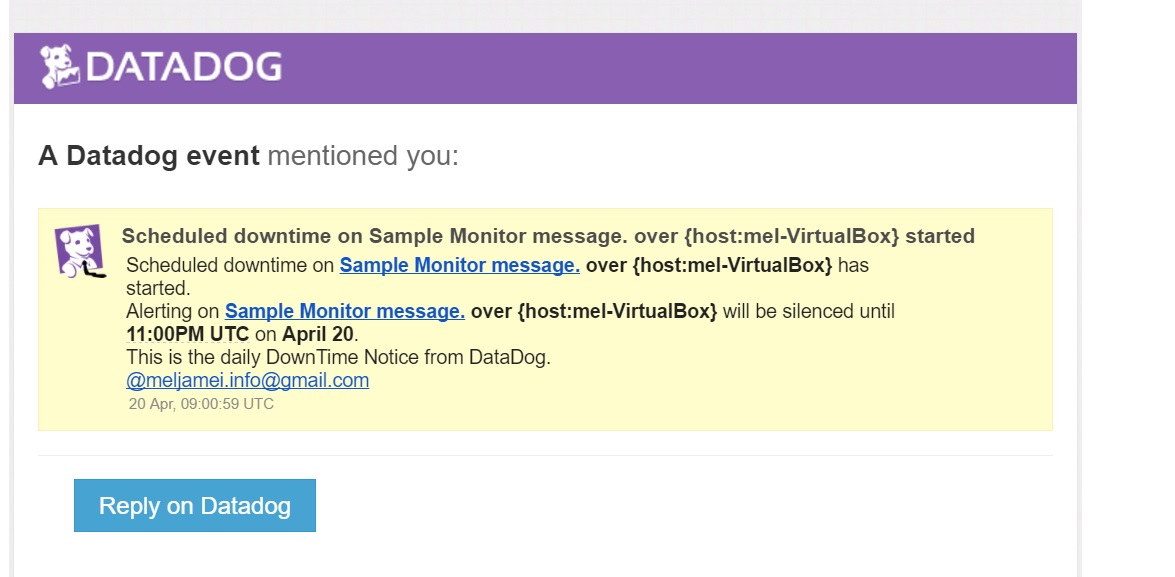 DATADOG
A Datadog event mentioned you:
Scheduled downtime on Sample Monitor message. over {host:mel-VirtualBox} started
Scheduled downtime on Sample Monitor message. over {host:mel-VirtualBox} has
started.
Alerting on Sample Monitor message. over {host:mel-VirtualBox} will be silenced until
11:00PM UTC on April 20.
This is the daily DownTime Notice from DataDog.
@meljamei.info@gmail.com
20 Apr, 09:00:59 UTC
Reply on Datadog